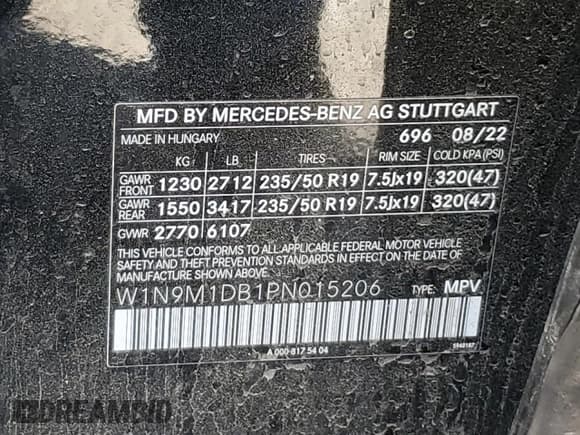 MFD BY MERCEDES-BENZ AG STUTTGART
MADE IN HUNGARY 696 08/22
KG LB TIRES RIM SIZE COLD KPA(PSI)
GAWR FRONT 1230 2712 235/50 R19 7.5Jx19 320(47)
GAWR REAR 1550 3417 235/50 R19 7.5Jx19 320(47)
GVWR 2770 6107
THIS VEHICLE CONFORMS TO ALL APPLICABLE FEDERAL MOTOR VEHICLE
SAFETY AND THEFT PREVENTION STANDARDS IN EFFECT ON THE DATE OF
MANUFACTURE SHOWN ABOVE.
W1N9M1DB1PN015206 TYPE: MPV
A 000 817 54 04
DREAMBID